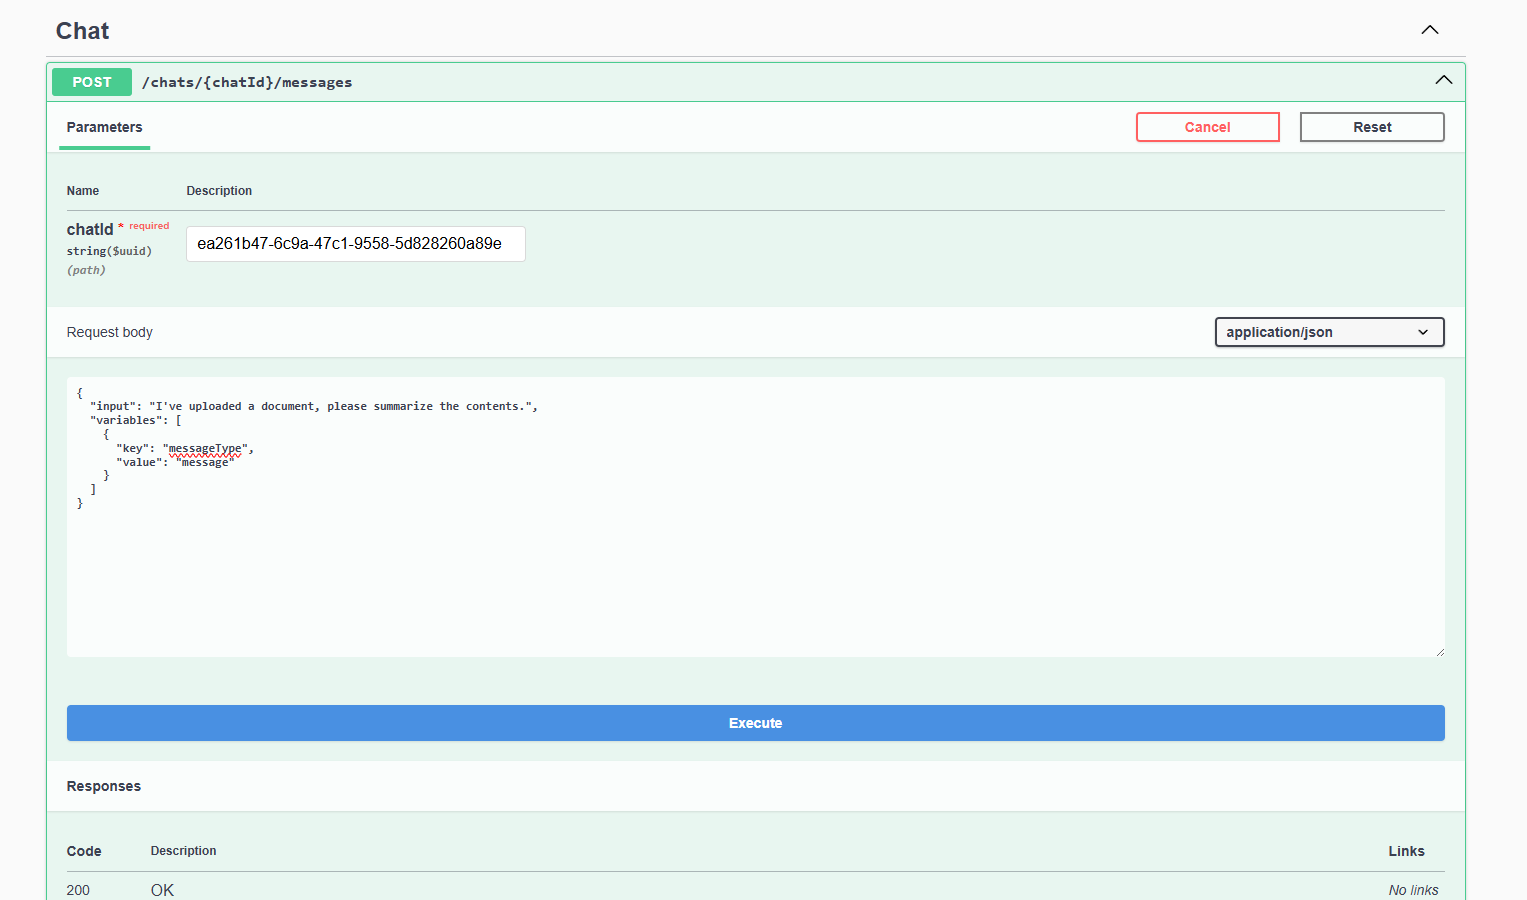 Chat
POST /chats/{chatId}/messages
Parameters
Cancel
Reset
Name Description
chatId * required
string($uuid)
(path)
ea261b47-6c9a-47c1-9558-5d828260a89e
Request body
application/json
{
  "input": "I've uploaded a document, please summarize the contents.",
  "variables": [
    {
      "key": "messageType",
      "value": "message"
    }
  ]
}
Execute
Responses
Code Description Links
200 OK No links